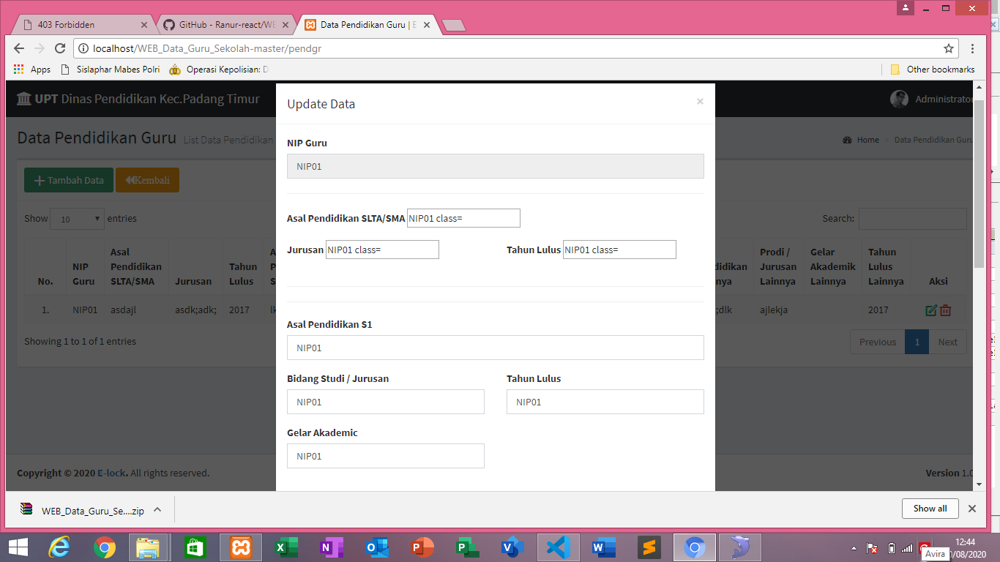 403 Forbidden
GitHub - Ranur-react/WE
Data Pendidikan Guru | E
localhost/WEB_Data_Guru_Sekolah-master/pendgr
Apps Sislaphar Mabes Polri Operasi Kepolisian: D Other bookmarks
UPT Dinas Pendidikan Kec.Padang Timur
Administrator
Update Data ×
Data Pendidikan Guru List Data Pendidikan
Home > Data Pendidikan Guru
NIP Guru
NIP01
Tambah Data Kembali
Show 10 entries
Search:
Asal Pendidikan SLTA/SMA NIP01 class=
Jurusan NIP01 class= Tahun Lulus NIP01 class=
No.
NIP Guru
Asal Pendidikan SLTA/SMA
Jurusan
Tahun Lulus
Prodi / Jurusan Lainnya
Gelar Akademik Lainnya
Tahun Lulus Lainnya
Aksi
1. NIP01 asdajl asdk;adk; 2017 ;dlk ajlekja 2017
Showing 1 to 1 of 1 entries
Previous 1 Next
Asal Pendidikan S1
NIP01
Bidang Studi / Jurusan Tahun Lulus
NIP01 NIP01
Gelar Akademic
NIP01
Copyright © 2020 E-lock. All rights reserved.
Version 1.0
WEB_Data_Guru_Se....zip
Show all
12:44
0/08/2020
Avira